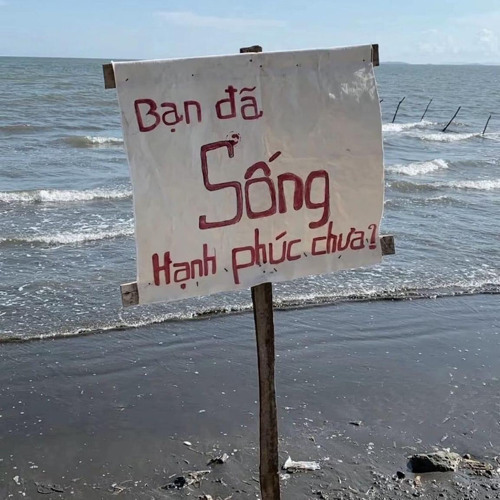 Bạn đã
Sống
Hạnh phúc chưa?